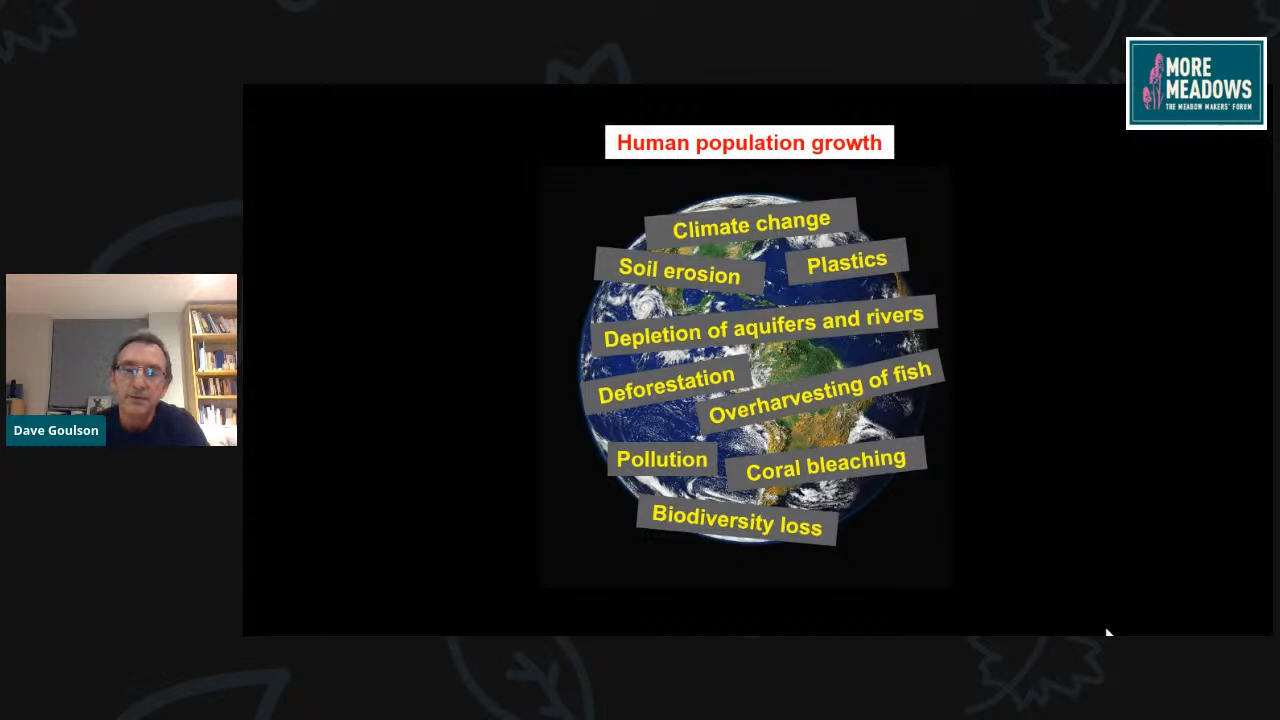 MORE
MEADOWS
THE MEADOW MAKERS' FORUM
Human population growth
Climate change
Soil erosion
Plastics
Depletion of aquifers and rivers
Deforestation
Overharvesting of fish
Pollution
Coral bleaching
Biodiversity loss
Dave Goulson